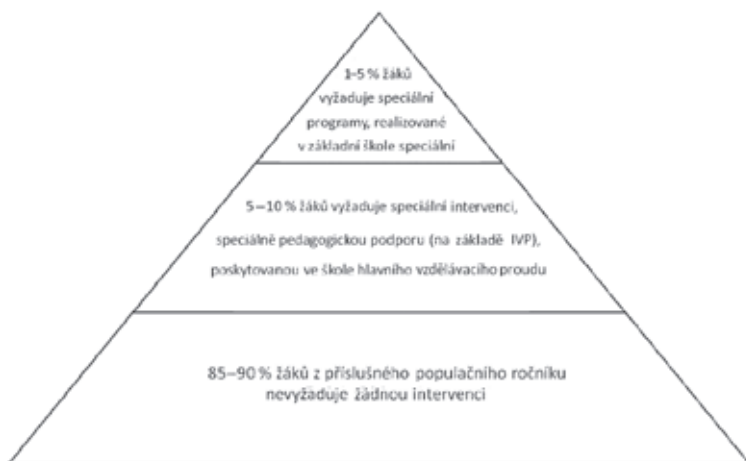 1–5 % žáků
vyžaduje speciální
programy, realizované
v základní škole speciální
5–10 % žáků vyžaduje speciální intervenci,
speciálně pedagogickou podporu (na základě IVP),
poskytovanou ve škole hlavního vzdělávacího proudu
85–90 % žáků z příslušného populačního ročníku
nevyžaduje žádnou intervenci